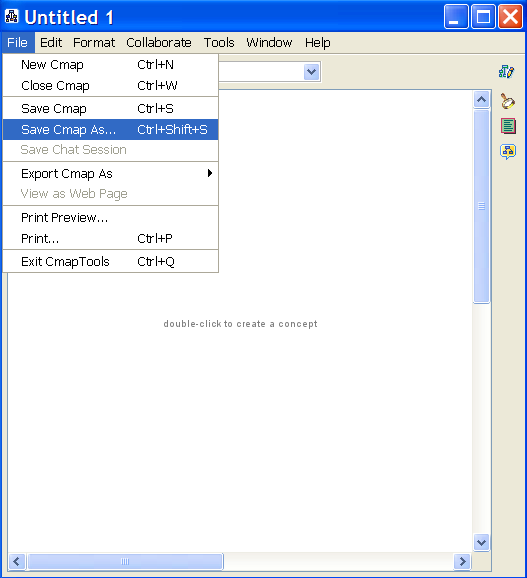 Untitled 1
File Edit Format Collaborate Tools Window Help
New Cmap Ctrl+N
Close Cmap Ctrl+W
Save Cmap Ctrl+S
Save Cmap As... Ctrl+Shift+S
Save Chat Session
Export Cmap As
View as Web Page
Print Preview...
Print... Ctrl+P
Exit CmapTools Ctrl+Q
double-click to create a concept